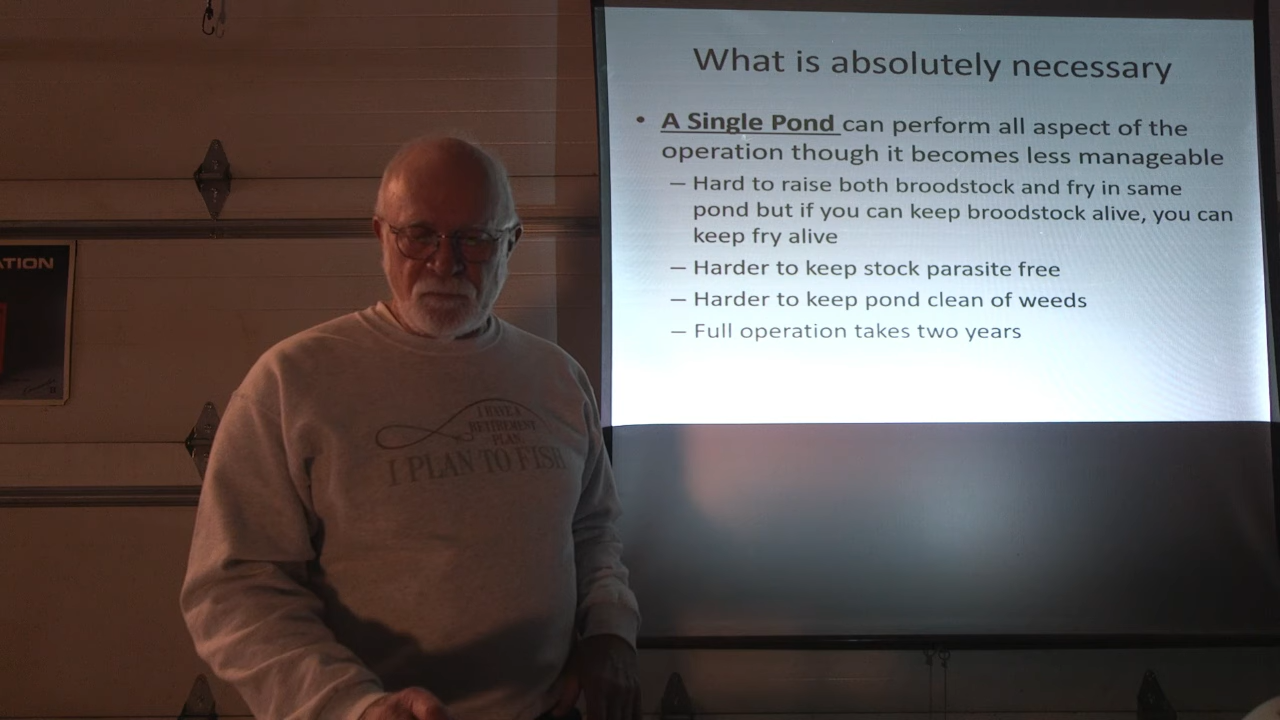 What is absolutely necessary
• A Single Pond can perform all aspect of the
operation though it becomes less manageable
– Hard to raise both broodstock and fry in same
pond but if you can keep broodstock alive, you can
keep fry alive
– Harder to keep stock parasite free
– Harder to keep pond clean of weeds
– Full operation takes two years
ATION
I HAVE A
RETIREMENT
PLAN,
I PLAN TO FISH